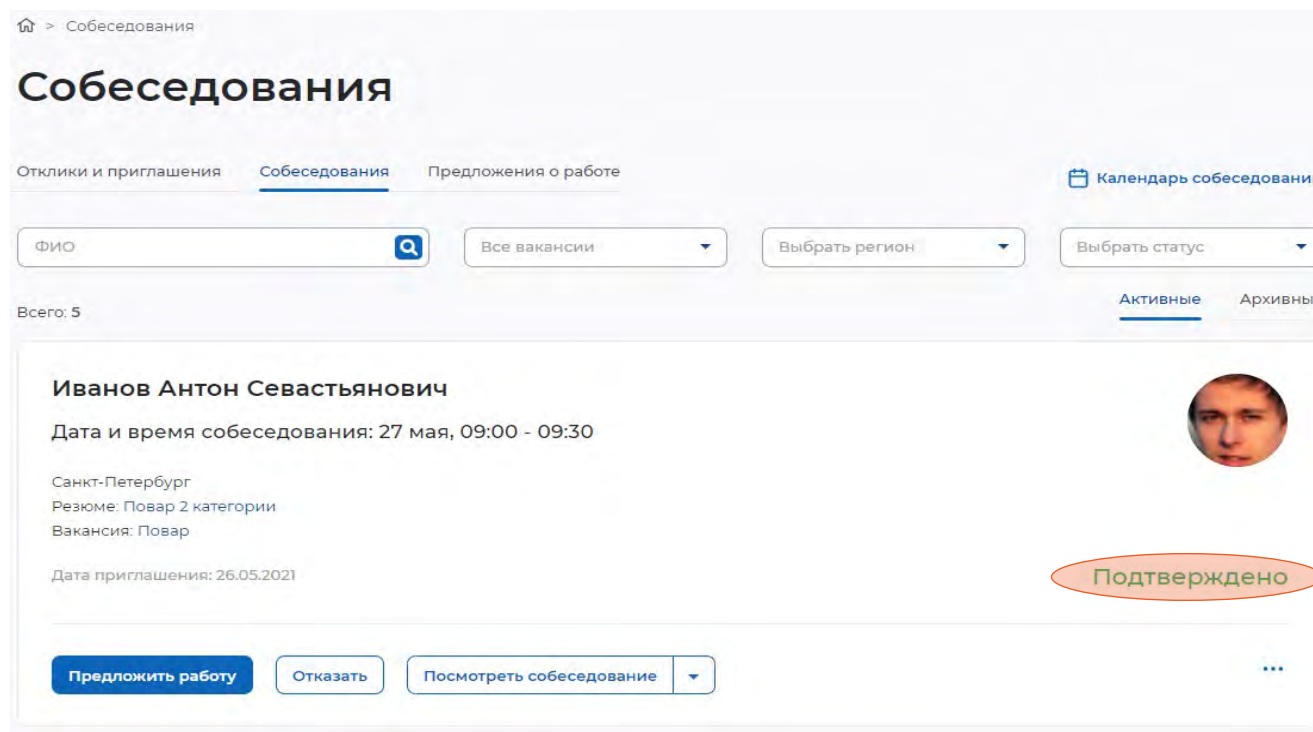 > Собеседования
Собеседования
Отклики и приглашения Собеседования Предложения о работе
Календарь собеседовани
ФИО Все вакансии Выбрать регион Выбрать статус
Активные Архивны
Всего: 5
Иванов Антон Севастьянович
Дата и время собеседования: 27 мая, 09:00 - 09:30
Санкт-Петербург
Резюме: Повар 2 категории
Вакансия: Повар
Дата приглашения: 26.05.2021
Подтверждено
Предложить работу Отказать Посмотреть собеседование